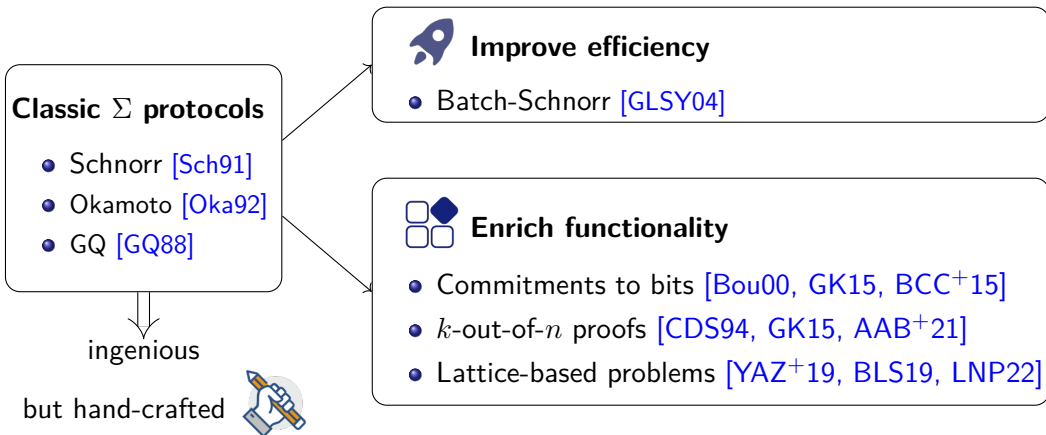 Classic Σ protocols
Schnorr [Sch91]
Okamoto [Oka92]
GQ [GQ88]
ingenious
but hand-crafted
Improve efficiency
Batch-Schnorr [GLSY04]
Enrich functionality
Commitments to bits [Bou00, GK15, BCC+15]
k-out-of-n proofs [CDS94, GK15, AAB+21]
Lattice-based problems [YAZ+19, BLS19, LNP22]